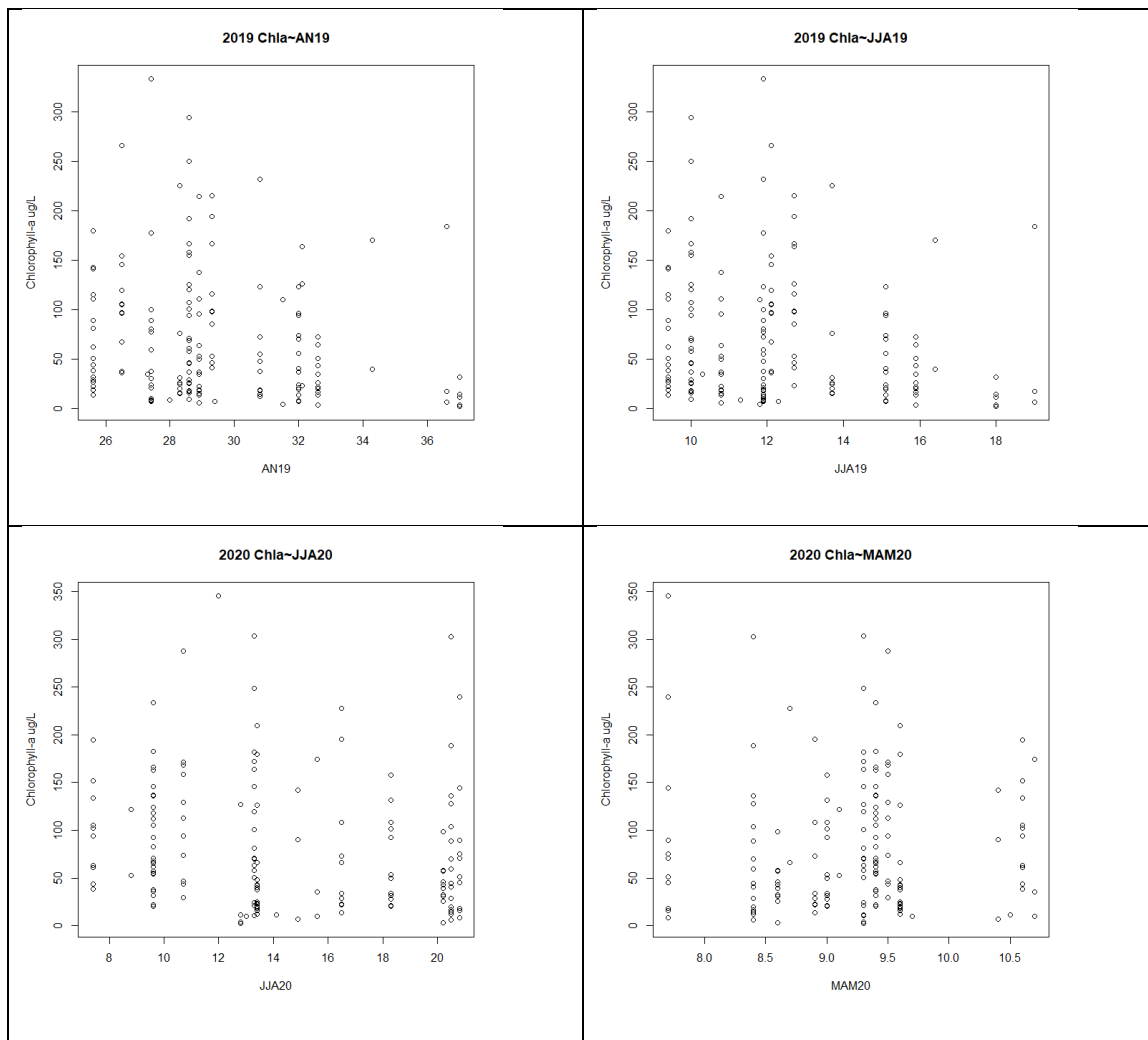 2019 Chla~AN19
Chlorophyll-a ug/L
300
250
200
150
100
50
0
26 28 30 32 34 36
AN19
2019 Chla~JJA19
Chlorophyll-a ug/L
300
250
200
150
100
50
0
10 12 14 16 18
JJA19
2020 Chla~JJA20
Chlorophyll-a ug/L
350
300
250
200
150
100
50
0
8 10 12 14 16 18 20
JJA20
2020 Chla~MAM20
Chlorophyll-a ug/L
350
300
250
200
150
100
50
0
8.0 8.5 9.0 9.5 10.0 10.5
MAM20